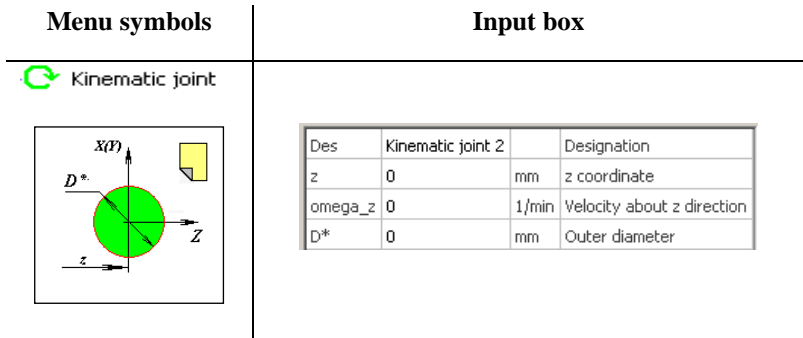 Menu symbols Input box
Kinematic joint
X(Y)
D*
Z
z
Des Kinematic joint 2 Designation
z 0 mm z coordinate
omega_z 0 1/min Velocity about z direction
D* 0 mm Outer diameter